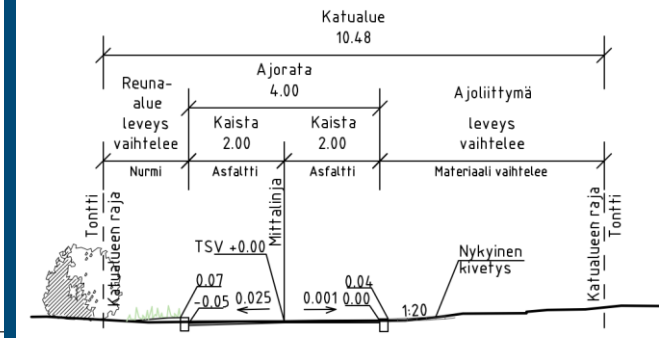 Katualue
10.48
Ajorata
4.00
Reuna-
alue
leveys
vaihtelee
Kaista
2.00
Kaista
2.00
Ajoliittymä
leveys
vaihtelee
Nurmi
Asfaltti
Asfaltti
Materiaali vaihtelee
Tontti
Katualueen raja
Mittalinja
Katualueen raja
Tontti
TSV +0.00
Nykyinen
kivetys
0.07
-0.05
0.025
0.001
0.04
0.00
1:20